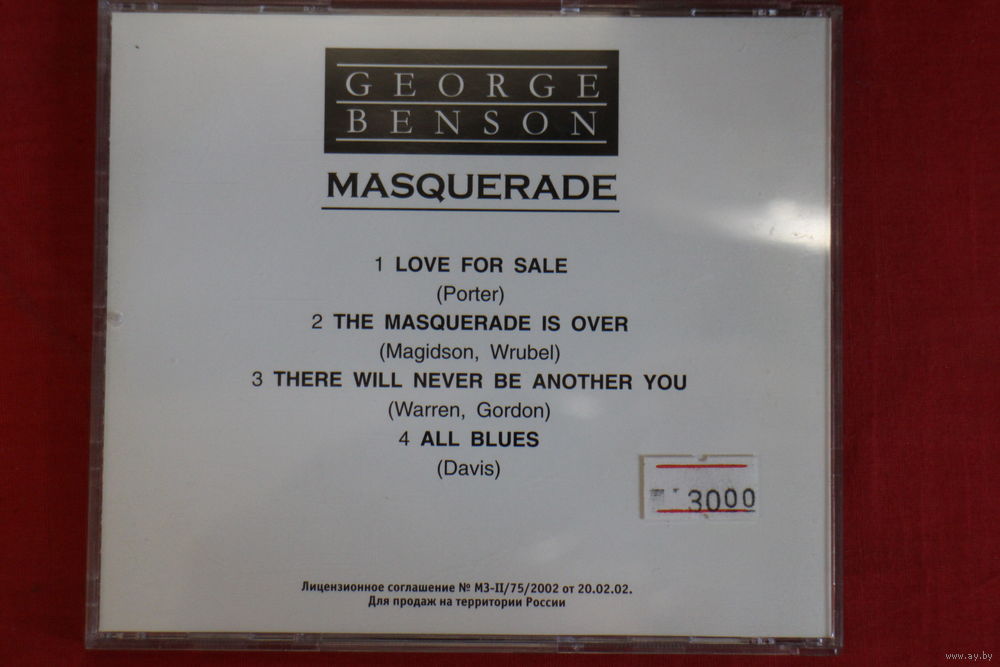 GEORGE
BENSON
MASQUERADE
1 LOVE FOR SALE
(Porter)
2 THE MASQUERADE IS OVER
(Magidson, Wrubel)
3 THERE WILL NEVER BE ANOTHER YOU
(Warren, Gordon)
4 ALL BLUES
(Davis)
3000
Лицензионное соглашение № МЗ-II/75/2002 от 20.02.02.
Для продаж на территории России
www.ay.by